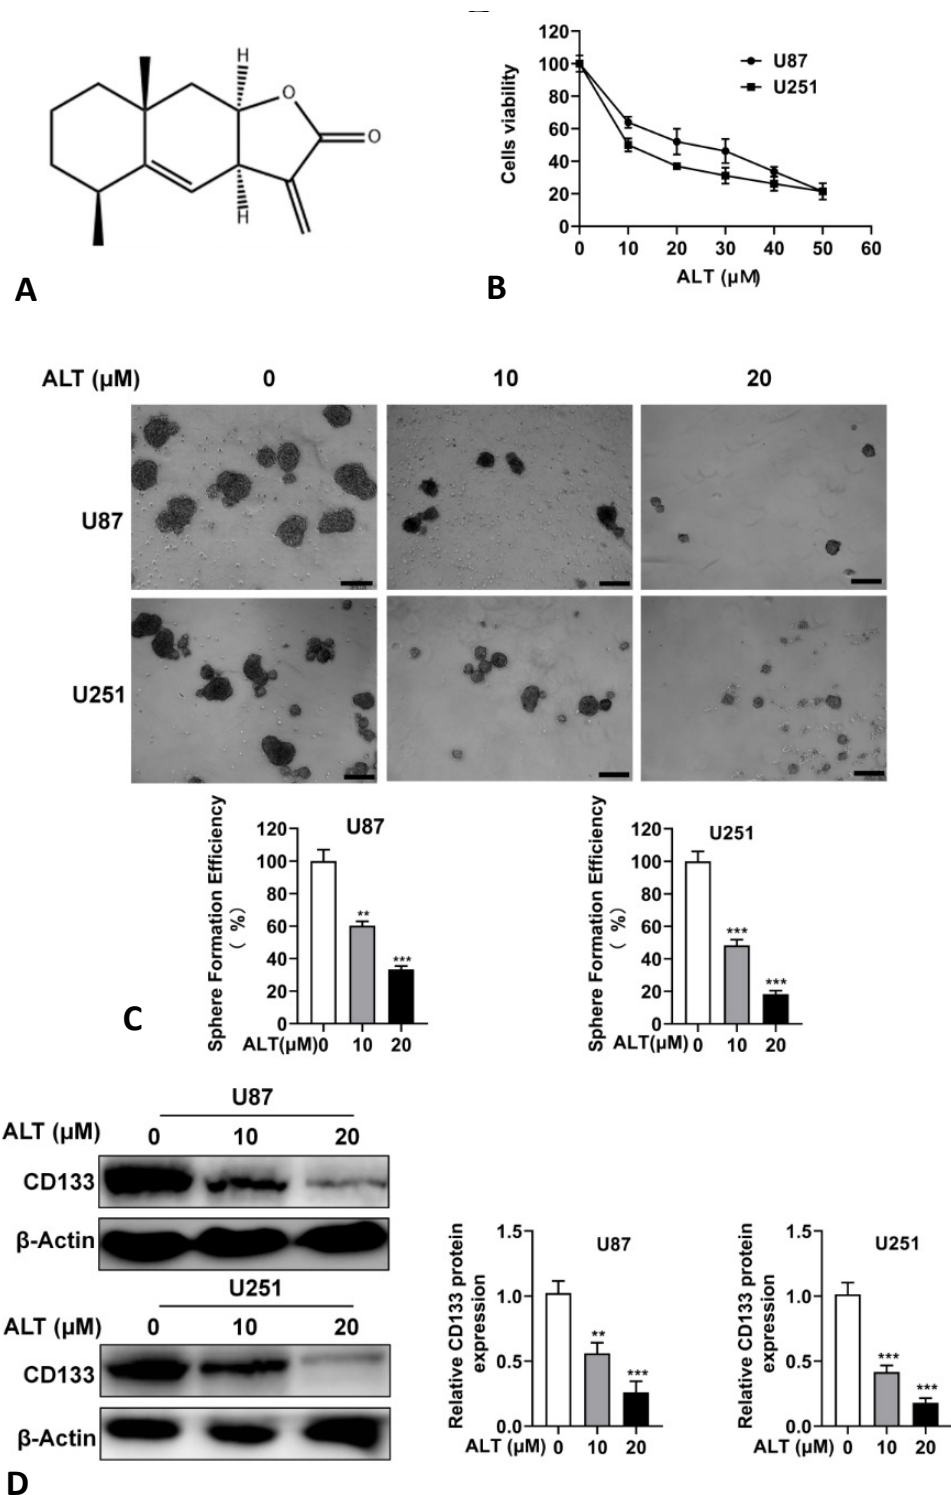 H
O
O
H
A
120
100
80
60
40
20
0
Cells viability
U87
U251
0 10 20 30 40 50 60
ALT (μM)
B
ALT (μM) 0 10 20
U87
U251
Sphere Formation Efficiency
( %)
U87
120
100
80
60
40
20
0
**
***
ALT(μM) 0 10 20
Sphere Formation Efficiency
( %)
U251
120
100
80
60
40
20
0
***
***
ALT(μM) 0 10 20
C
U87
ALT (μM) 0 10 20
CD133
β-Actin
U251
ALT (μM) 0 10 20
CD133
β-Actin
Relative CD133 protein
expression
U87
1.5
1.0
0.5
0.0
**
***
ALT (μM) 0 10 20
Relative CD133 protein
expression
U251
1.5
1.0
0.5
0.0
***
***
ALT (μM) 0 10 20
D